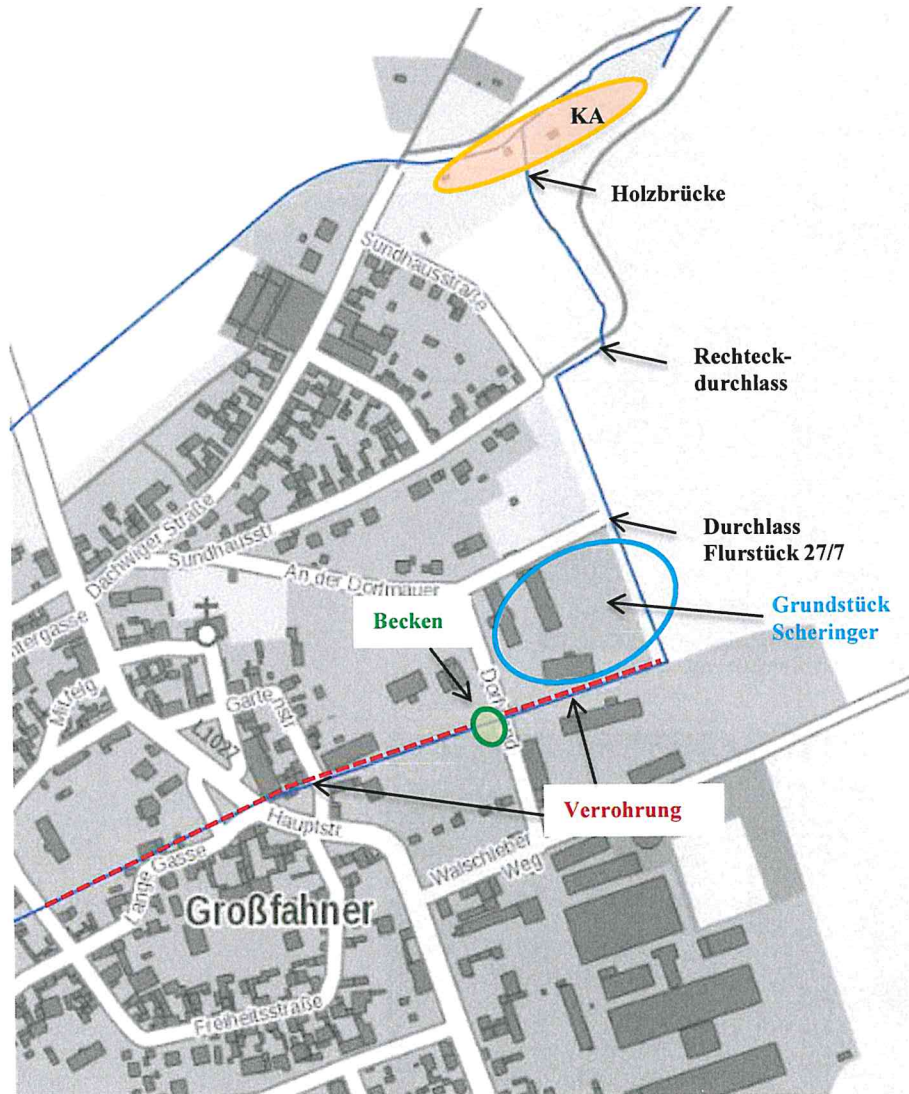 KA
Holzbrücke
Sundhausstraße
Rechteck-
durchlass
Dachwiger Straße
Sundhausstr
Durchlass
Flurstück 27/7
An der Dorfmauer
Becken
Grundstück
Scheringer
ntergasse
Mittelg
Gartenstr
L1027
Verrohrung
Hauptstr
Lange Gasse
Walschleber
Weg
Großfahner
Freiheitsstraße